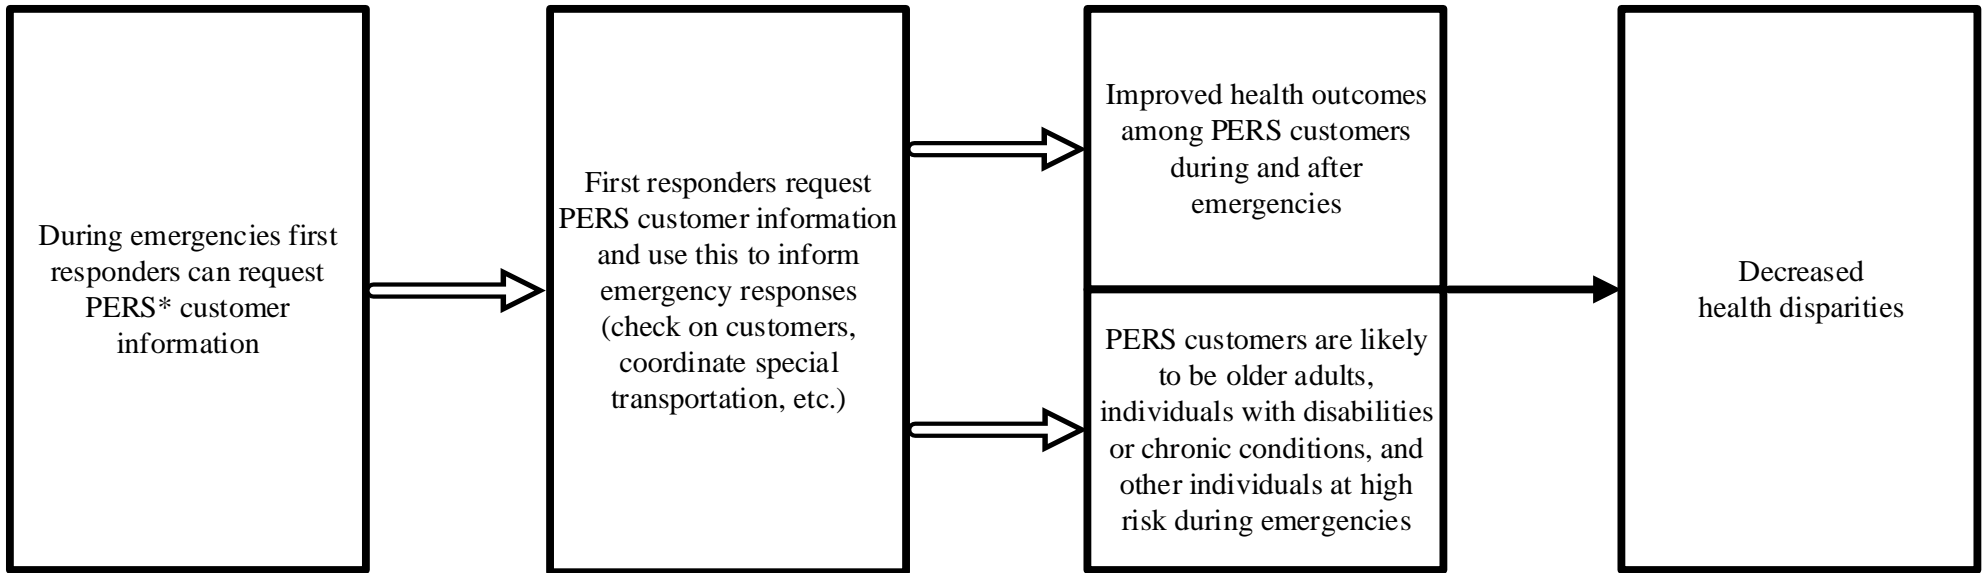 During emergencies first
responders can request
PERS* customer
information
First responders request
PERS customer information
and use this to inform
emergency responses
(check on customers,
coordinate special
transportation, etc.)
Improved health outcomes
among PERS customers
during and after
emergencies
PERS customers are likely
to be older adults,
individuals with disabilities
or chronic conditions, and
other individuals at high
risk during emergencies
Decreased
health disparities